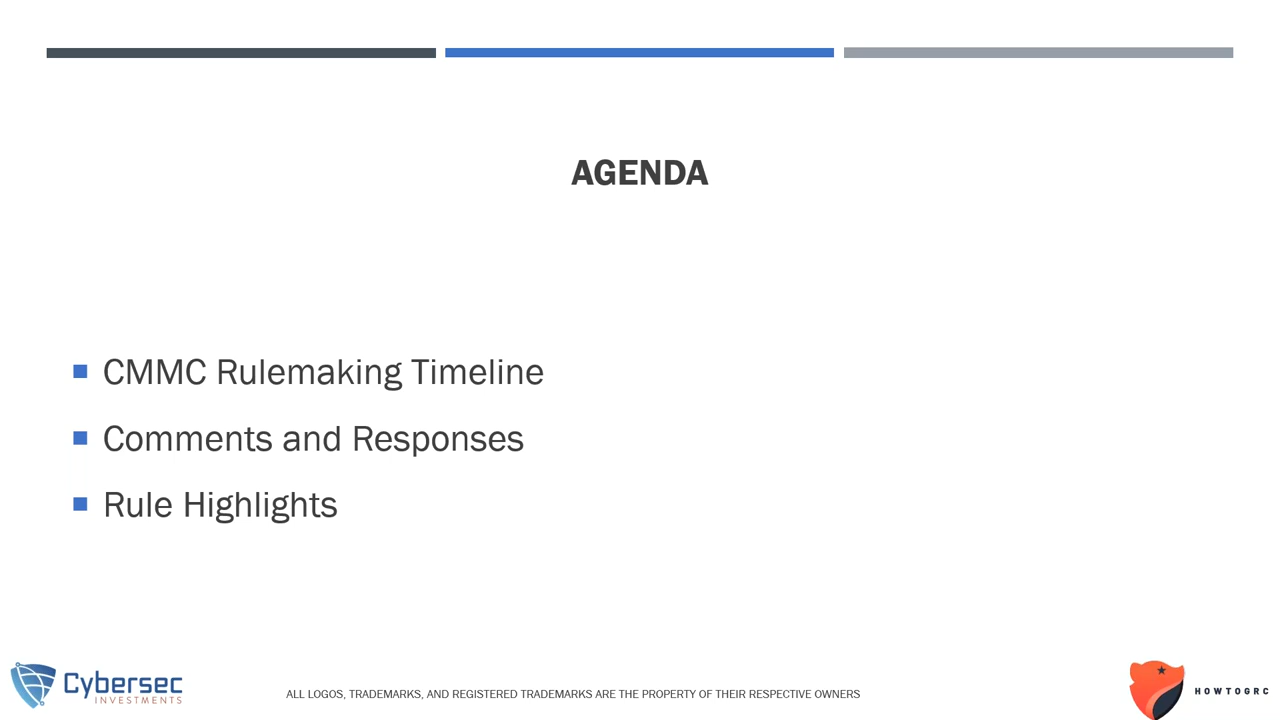 AGENDA
CMMC Rulemaking Timeline
Comments and Responses
Rule Highlights
Cybersec
INVESTMENTS
ALL LOGOS, TRADEMARKS, AND REGISTERED TRADEMARKS ARE THE PROPERTY OF THEIR RESPECTIVE OWNERS
HOWTOGRC